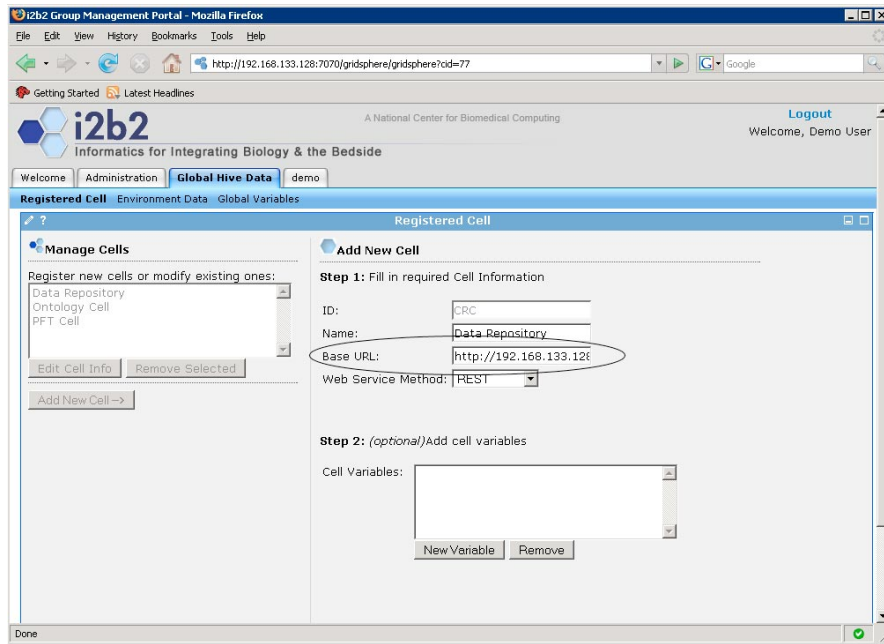 i2b2 Group Management Portal - Mozilla Firefox
File Edit View History Bookmarks Tools Help
http://192.168.133.128:7070/gridsphere/gridsphere?cid=77
G Google
Getting Started Latest Headlines
i2b2
A National Center for Biomedical Computing
Logout
Welcome, Demo User
Informatics for Integrating Biology & the Bedside
Welcome Administration Global Hive Data demo
Registered Cell Environment Data Global Variables
? Registered Cell
Manage Cells
Register new cells or modify existing ones:
Data Repository
Ontology Cell
PFT Cell
Edit Cell Info Remove Selected
Add New Cell -->
Add New Cell
Step 1: Fill in required Cell Information
ID: CRC
Name: Data Repository
Base URL: http://192.168.133.128
Web Service Method: REST
Step 2: (optional)Add cell variables
Cell Variables:
New Variable Remove
Done